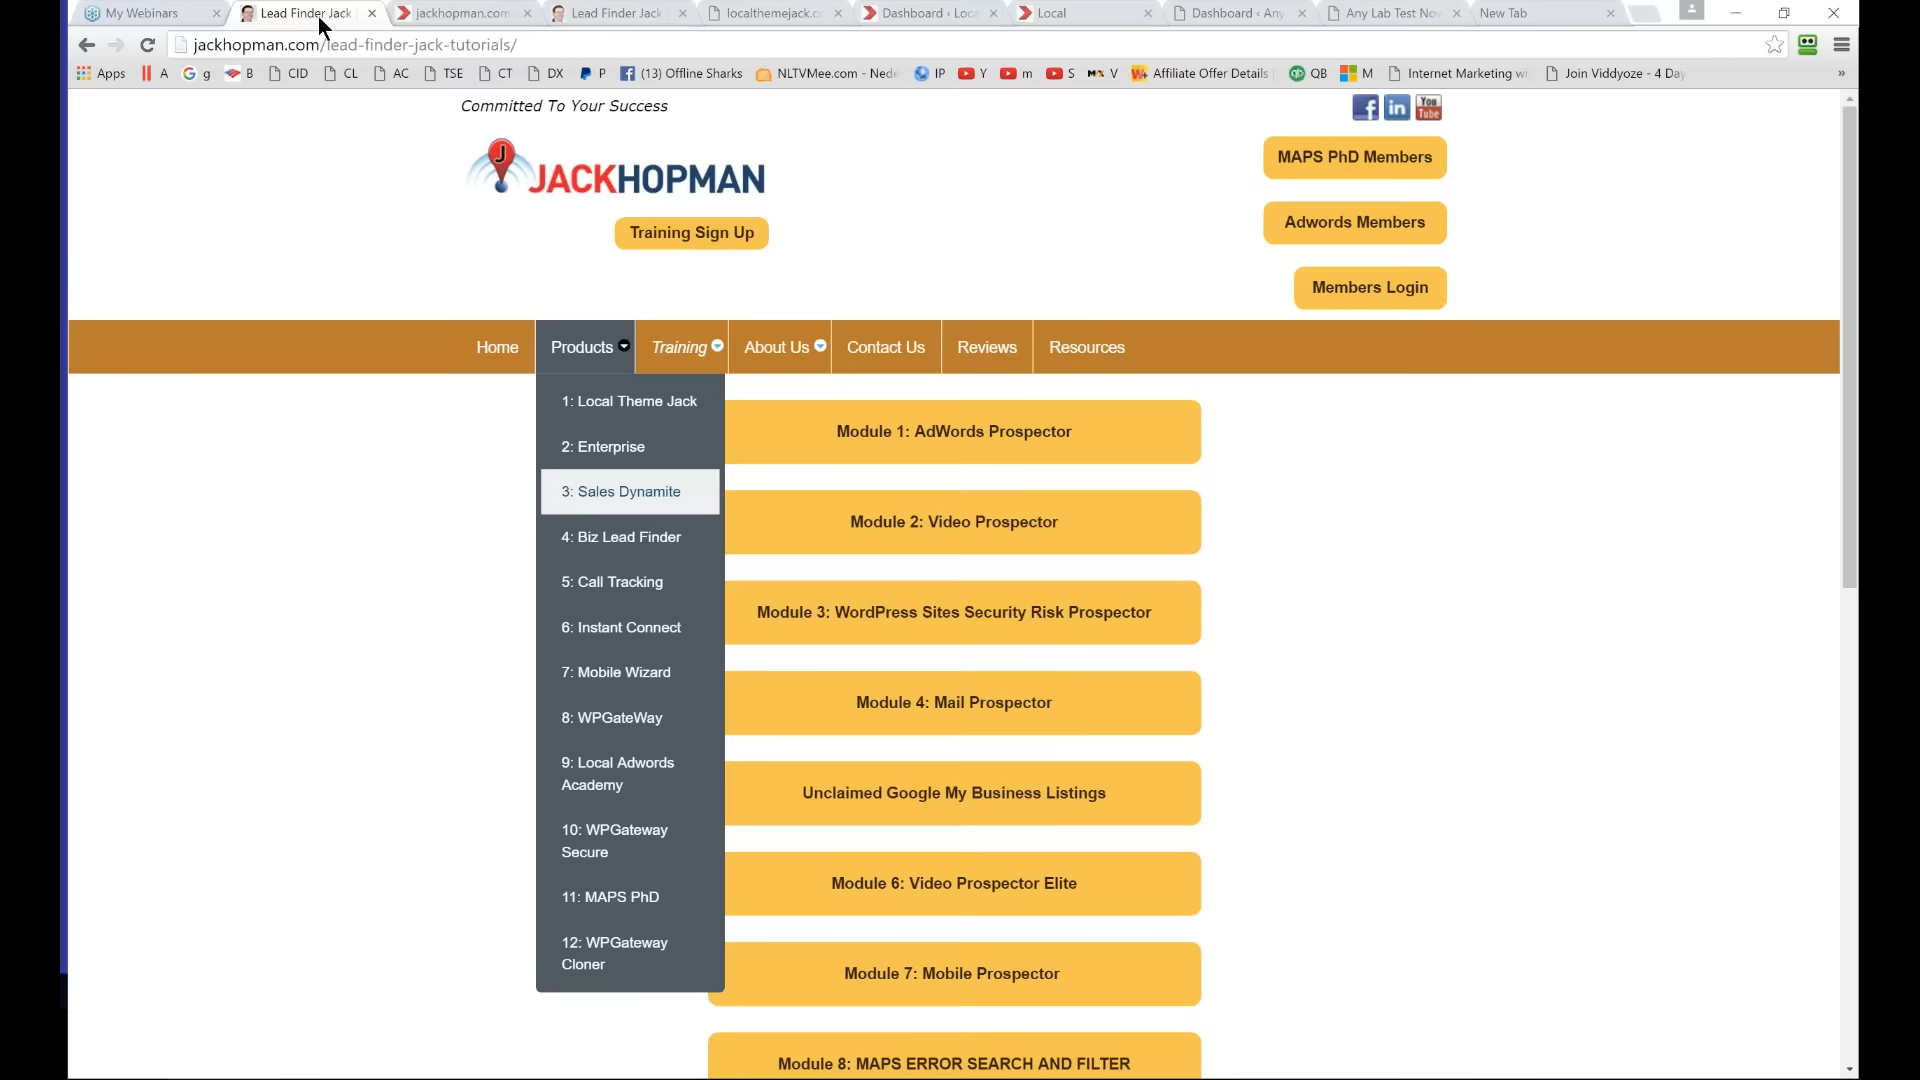 My Webinars
Lead Finder Jack
jackhopman.com
Lead Finder Jack
localthemejack.c
Dashboard ‹ Loca
Local
Dashboard ‹ Any
Any Lab Test Now
New Tab
jackhopman.com/lead-finder-jack-tutorials/
Apps A g B CID CL AC TSE CT DX P (13) Offline Sharks NLTVMee.com - Nede IP Y m S V Affiliate Offer Details QB M Internet Marketing wi Join Viddyoze - 4 Day »
Committed To Your Success
f in You Tube
J JACKHOPMAN
MAPS PhD Members
Training Sign Up
Adwords Members
Members Login
Home Products Training About Us Contact Us Reviews Resources
1: Local Theme Jack
2: Enterprise
3: Sales Dynamite
4: Biz Lead Finder
5: Call Tracking
6: Instant Connect
7: Mobile Wizard
8: WPGateWay
9: Local Adwords
Academy
10: WPGateway
Secure
11: MAPS PhD
12: WPGateway
Cloner
Module 1: AdWords Prospector
Module 2: Video Prospector
Module 3: WordPress Sites Security Risk Prospector
Module 4: Mail Prospector
Unclaimed Google My Business Listings
Module 6: Video Prospector Elite
Module 7: Mobile Prospector
Module 8: MAPS ERROR SEARCH AND FILTER